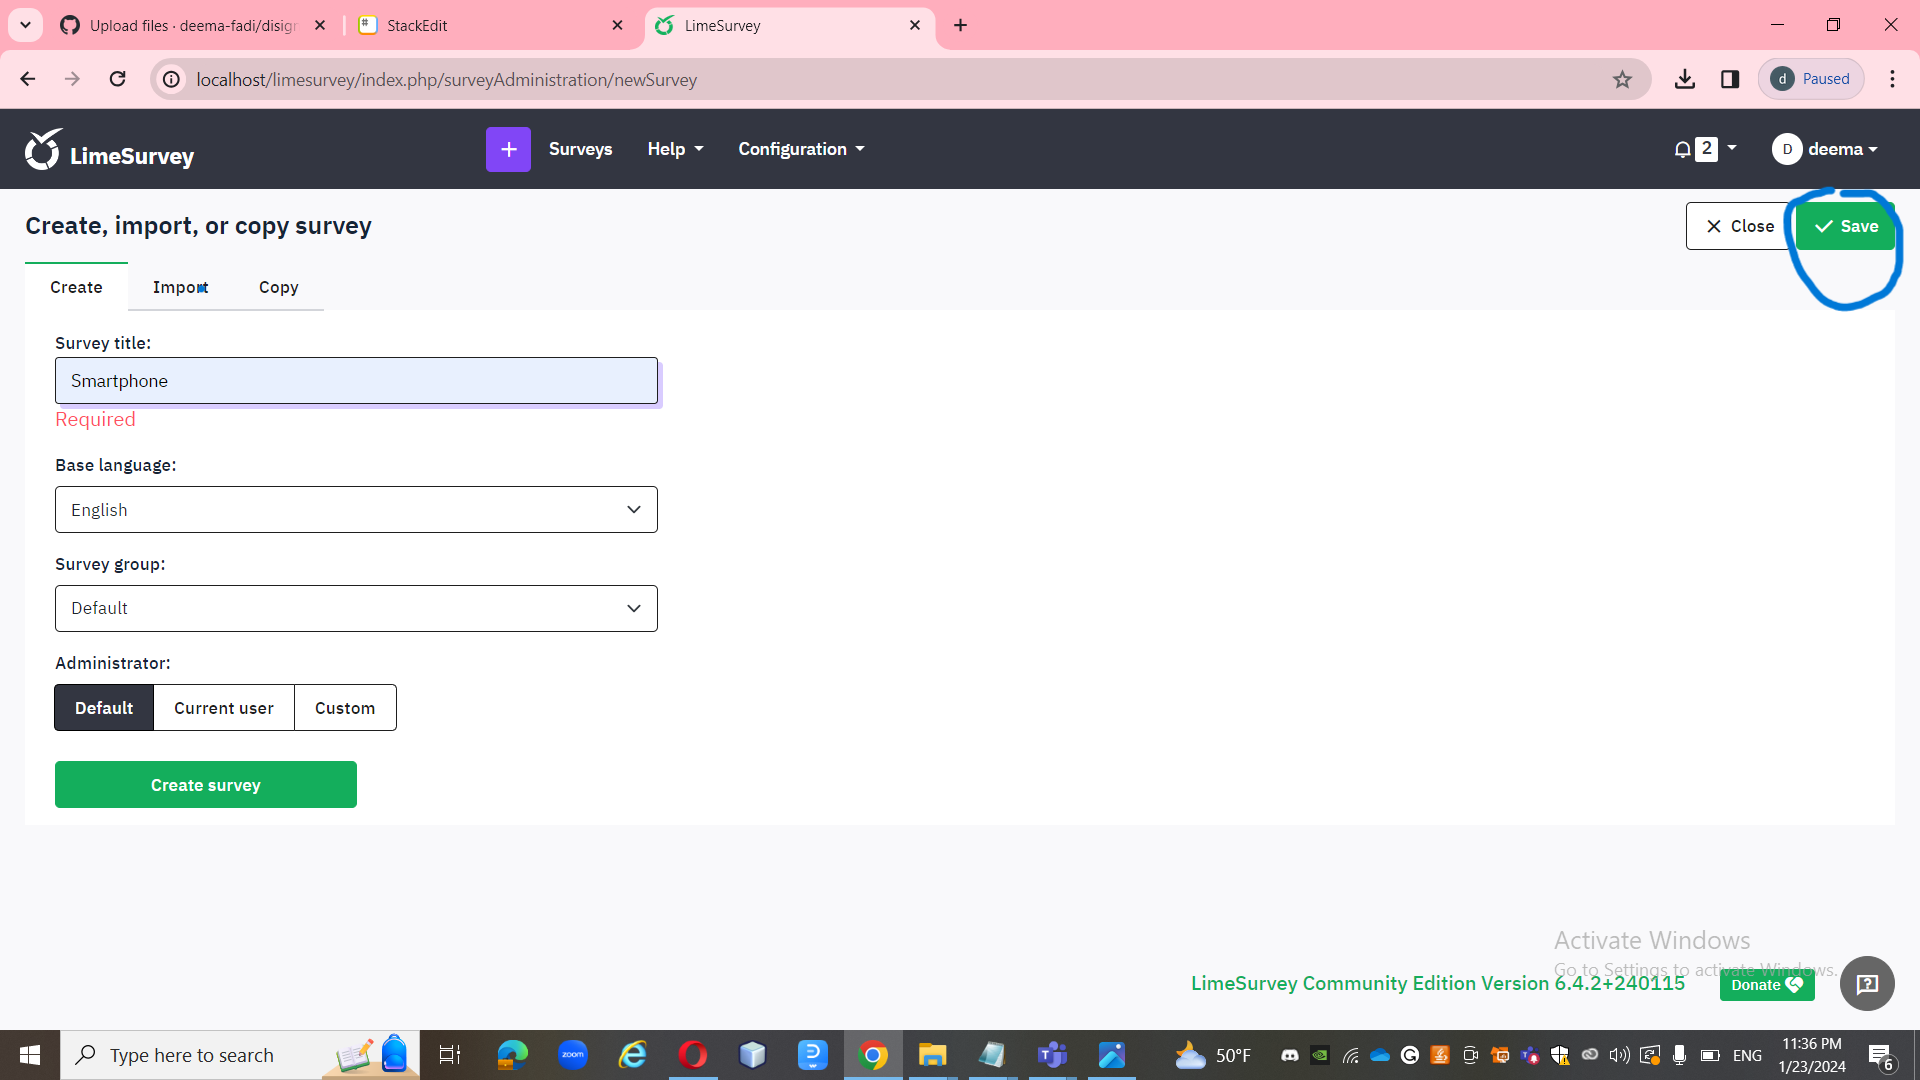 Upload files · deema-fadi/disigr
StackEdit
LimeSurvey
localhost/limesurvey/index.php/surveyAdministration/newSurvey
d Paused
LimeSurvey
+ Surveys Help Configuration
2
D deema
Create, import, or copy survey
Close
Save
Create Import Copy
Survey title:
Smartphone
Required
Base language:
English
Survey group:
Default
Administrator:
Default Current user Custom
Create survey
Activate Windows
Go to Settings to activate Windows.
LimeSurvey Community Edition Version 6.4.2+240115
Donate
Type here to search
zoom
50°F
ENG
11:36 PM
1/23/2024
6